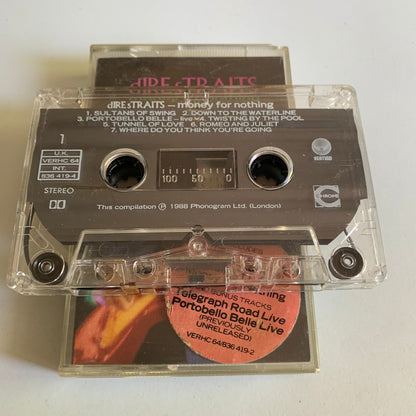 dIRE sTRAITS
dIRE sTRAITS – money for nothing
1. SULTANS OF SWING 2. DOWN TO THE WATERLINE
3. PORTOBELLO BELLE – live 4. TWISTING BY THE POOL
5. TUNNEL OF LOVE 6. ROMEO AND JULIET
7. WHERE DO YOU THINK YOU'RE GOING
1
U.K.
VERHC 64
INT.
836 419-4
STEREO
100 50 0
VERTIGO
CHROME
This compilation ℗ 1988 Phonogram Ltd. (London)
BONUS TRACKS
Telegraph Road Live
Portobello Belle Live
(PREVIOUSLY
UNRELEASED)
VERHC 64/836 419-2